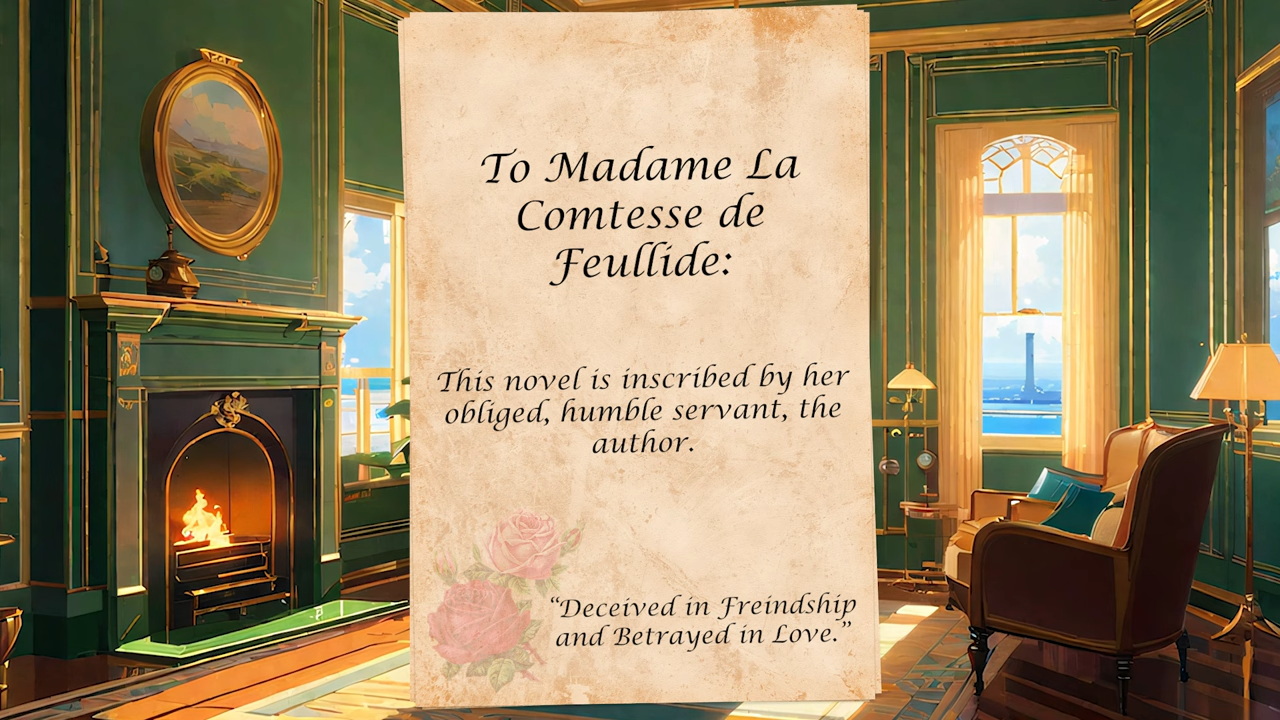 To Madame La
Comtesse de
Feullide:
This novel is inscribed by her
obliged, humble servant, the
author.
“Deceived in Freindship
and Betrayed in Love.”